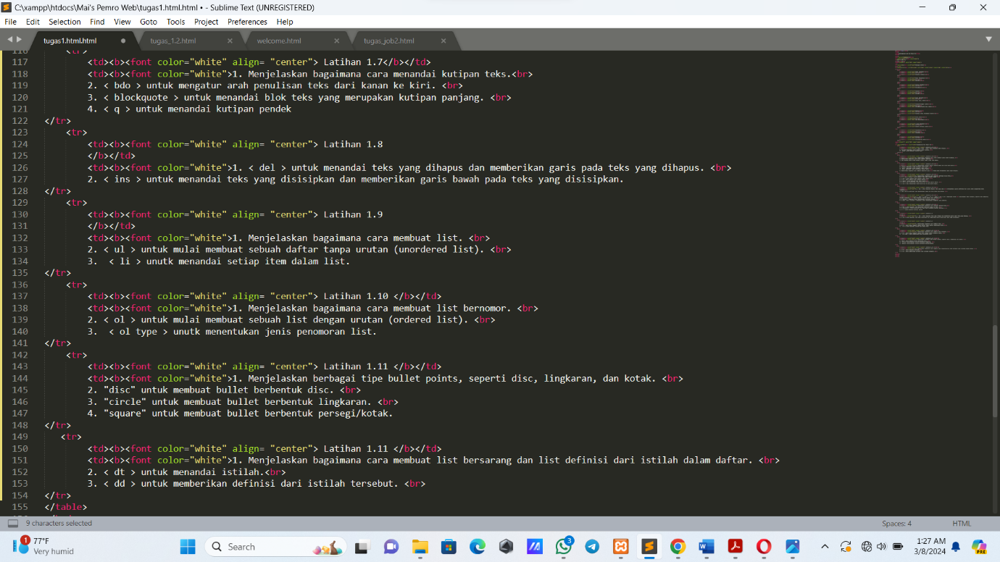 C:\xampp\htdocs\Mai's Pemro Web\tugas1.html.html • - Sublime Text (UNREGISTERED)
File Edit Selection Find View Goto Tools Project Preferences Help
tugas1.html.html tugas_1.2.html welcome.html tugas_job2.html
116 <tr>
117 <td><b><font color="white" align= "center"> Latihan 1.7</b></td>
118 <td><b><font color="white">1. Menjelaskan bagaimana cara menandai kutipan teks.<br>
119 2. < bdo > untuk mengatur arah penulisan teks dari kanan ke kiri. <br>
120 3. < blockquote > untuk menandai blok teks yang merupakan kutipan panjang. <br>
121 4. < q > untuk menandai kutipan pendek
122 </tr>
123 <tr>
124 <td><b><font color="white" align= "center"> Latihan 1.8
125 </b></td>
126 <td><b><font color="white">1. < del > untuk menandai teks yang dihapus dan memberikan garis pada teks yang dihapus. <br>
127 2. < ins > untuk menandai teks yang disisipkan dan memberikan garis bawah pada teks yang disisipkan.
128 </tr>
129 <tr>
130 <td><b><font color="white" align= "center"> Latihan 1.9
131 </b></td>
132 <td><b><font color="white">1. Menjelaskan bagaimana cara membuat list. <br>
133 2. < ul > untuk mulai membuat sebuah daftar tanpa urutan (unordered list). <br>
134 3.  < li > unutk menandai setiap item dalam list.
135 </tr>
136 <tr>
137 <td><b><font color="white" align= "center"> Latihan 1.10 </b></td>
138 <td><b><font color="white">1. Menjelaskan bagaimana cara membuat list bernomor. <br>
139 2. < ol > untuk mulai membuat sebuah list dengan urutan (ordered list). <br>
140 3.  < ol type > unutk menentukan jenis penomoran list.
141 </tr>
142 <tr>
143 <td><b><font color="white" align= "center"> Latihan 1.11 </b></td>
144 <td><b><font color="white">1. Menjelaskan berbagai tipe bullet points, seperti disc, lingkaran, dan kotak. <br>
145 2. "disc" untuk membuat bullet berbentuk disc. <br>
146 3. "circle" untuk membuat bullet berbentuk lingkaran. <br>
147 4. "square" untuk membuat bullet berbentuk persegi/kotak.
148 </tr>
149 <tr>
150 <td><b><font color="white" align= "center"> Latihan 1.11 </b></td>
151 <td><b><font color="white">1. Menjelaskan bagaimana cara membuat list bersarang dan list definisi dari istilah dalam daftar. <br>
152 2. < dt > untuk menandai istilah.<br>
153 3. < dd > untuk memberikan definisi dari istilah tersebut. <br>
154 </tr>
155 </table>
9 characters selected Spaces: 4 HTML
1 77°F
Very humid
Search
3
1:27 AM
3/8/2024
PRE